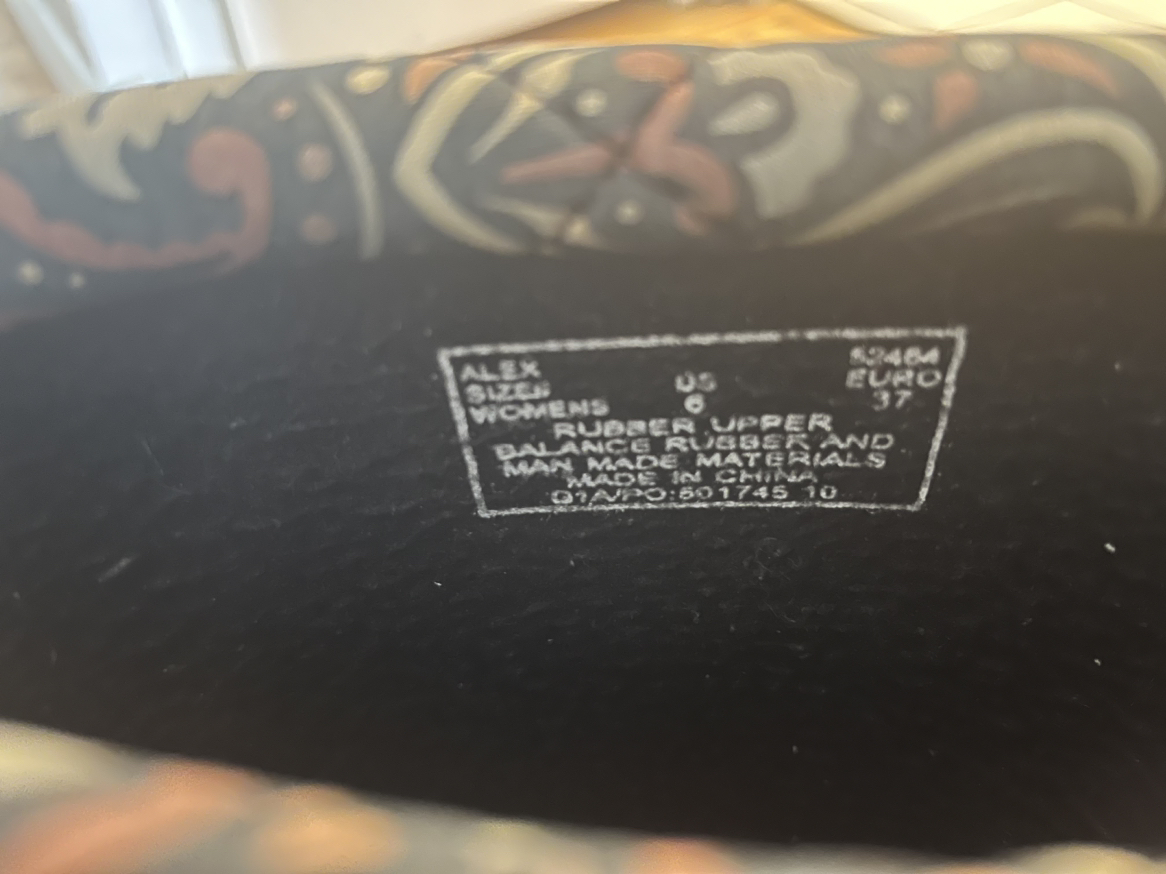 ALEX 52464
SIZES US EURO
WOMENS 6 37
RUBBER UPPER
BALANCE RUBBER AND
MAN MADE MATERIALS
MADE IN CHINA
Q1A/PO:501745 10